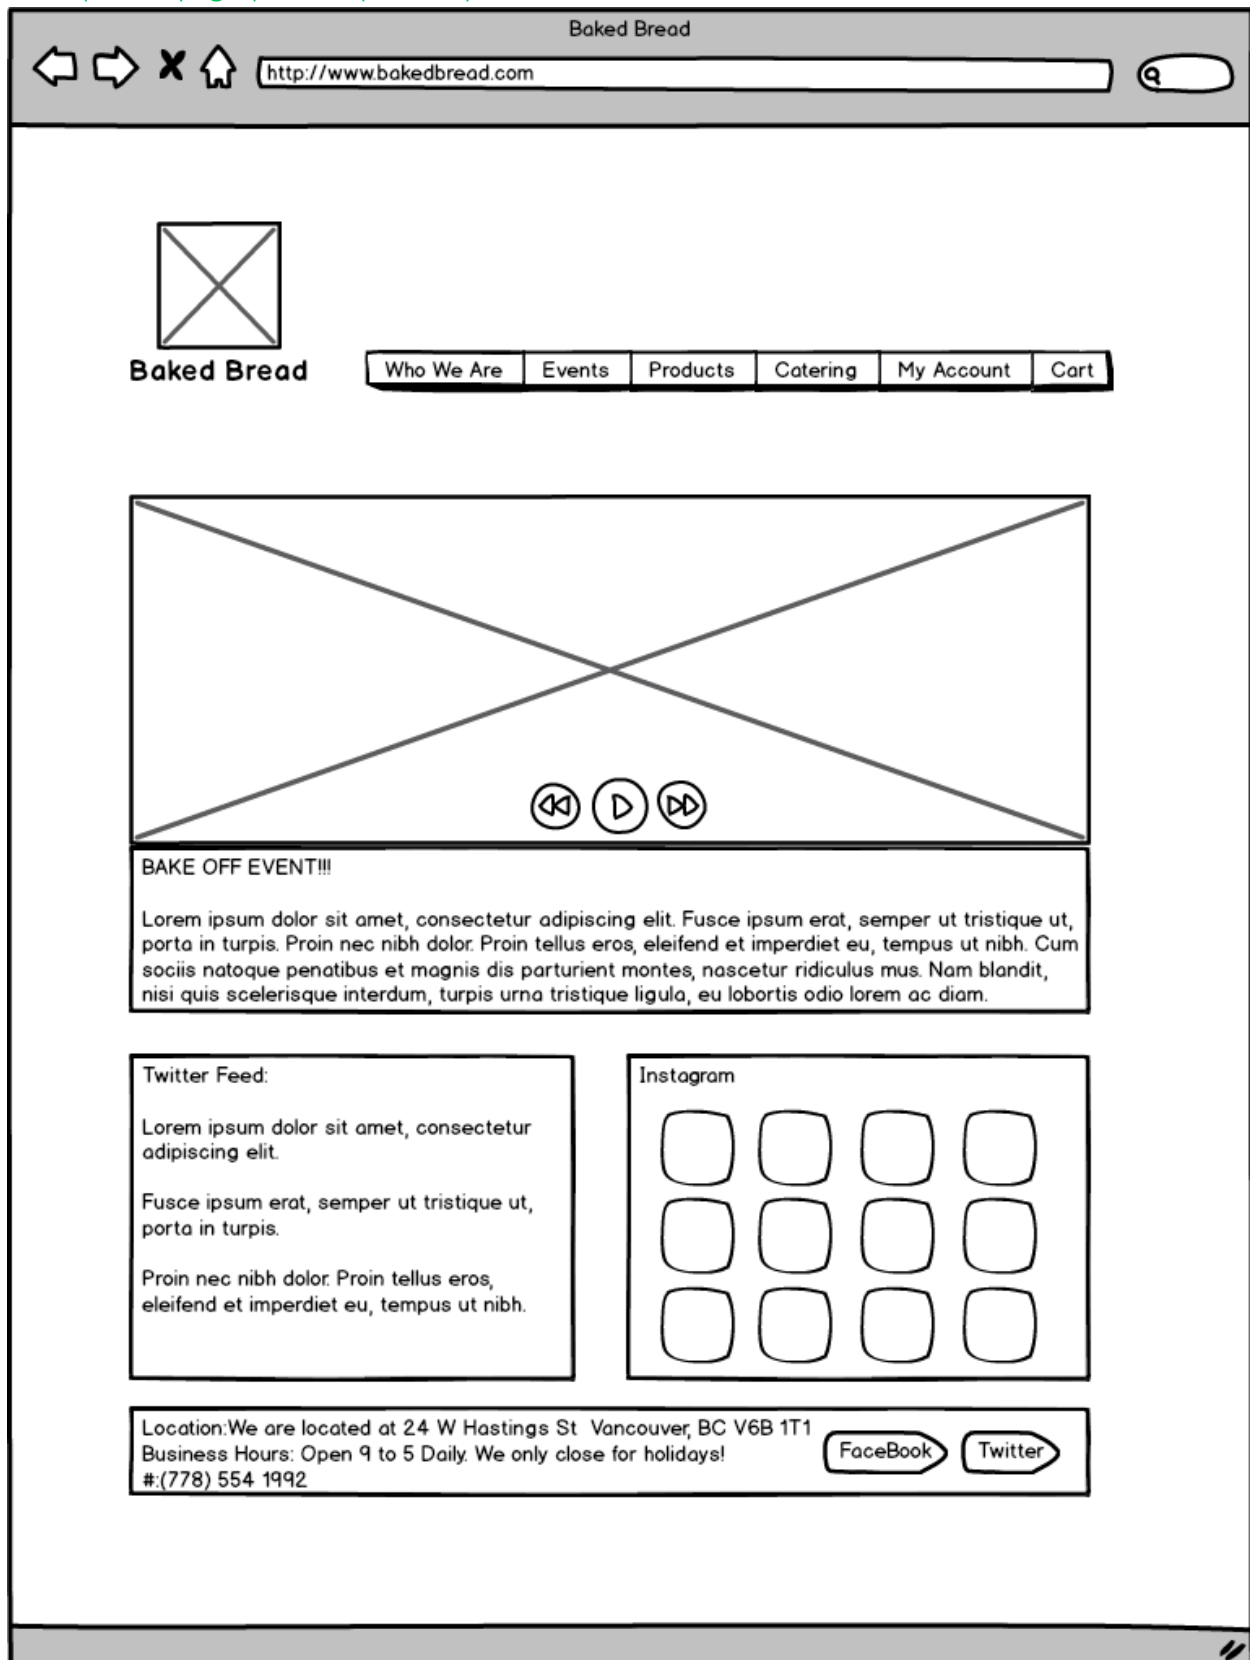 Baked Bread
http://www.bakedbread.com
Baked Bread
Who We Are Events Products Catering My Account Cart
BAKE OFF EVENT!!!
Lorem ipsum dolor sit amet, consectetur adipiscing elit. Fusce ipsum erat, semper ut tristique ut,
porta in turpis. Proin nec nibh dolor. Proin tellus eros, eleifend et imperdiet eu, tempus ut nibh. Cum
sociis natoque penatibus et magnis dis parturient montes, nascetur ridiculus mus. Nam blandit,
nisi quis scelerisque interdum, turpis urna tristique ligula, eu lobortis odio lorem ac diam.
Twitter Feed:
Lorem ipsum dolor sit amet, consectetur
adipiscing elit.
Fusce ipsum erat, semper ut tristique ut,
porta in turpis.
Proin nec nibh dolor. Proin tellus eros,
eleifend et imperdiet eu, tempus ut nibh.
Instagram
Location:We are located at 24 W Hastings St Vancouver, BC V6B 1T1
Business Hours: Open 9 to 5 Daily. We only close for holidays!
#:(778) 554 1992
FaceBook
Twitter